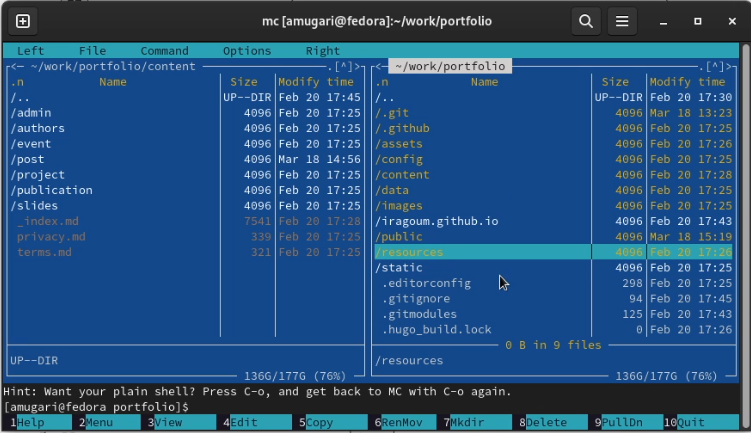 mc [amugari@fedora]:~/work/portfolio
Left File Command Options Right
<─ ~/work/portfolio/content ─.[^]>
.n Name Size Modify time
/.. UP--DIR Feb 20 17:45
/admin 4096 Feb 20 17:25
/authors 4096 Feb 20 17:25
/event 4096 Feb 20 17:25
/post 4096 Mar 18 14:56
/project 4096 Feb 20 17:25
/publication 4096 Feb 20 17:25
/slides 4096 Feb 20 17:25
_index.md 7541 Feb 20 17:28
privacy.md 339 Feb 20 17:25
terms.md 321 Feb 20 17:25
UP--DIR
136G/177G (76%)
<─ ~/work/portfolio ─.[^]>
.n Name Size Modify time
/.. UP--DIR Feb 20 17:30
/.git 4096 Mar 18 13:23
/.github 4096 Feb 20 17:25
/assets 4096 Feb 20 17:26
/config 4096 Feb 20 17:25
/content 4096 Feb 20 17:28
/data 4096 Feb 20 17:25
/images 4096 Feb 20 17:25
/iragoum.github.io 4096 Feb 20 17:43
/public 4096 Mar 18 15:19
/resources 4096 Feb 20 17:26
/static 4096 Feb 20 17:25
.editorconfig 298 Feb 20 17:25
.gitignore 94 Feb 20 17:45
.gitmodules 125 Feb 20 17:43
.hugo_build.lock 0 Feb 20 17:26
0 B in 9 files
/resources
136G/177G (76%)
Hint: Want your plain shell? Press C-o, and get back to MC with C-o again.
[amugari@fedora portfolio]$
1Help 2Menu 3View 4Edit 5Copy 6RenMov 7Mkdir 8Delete 9PullDn 10Quit